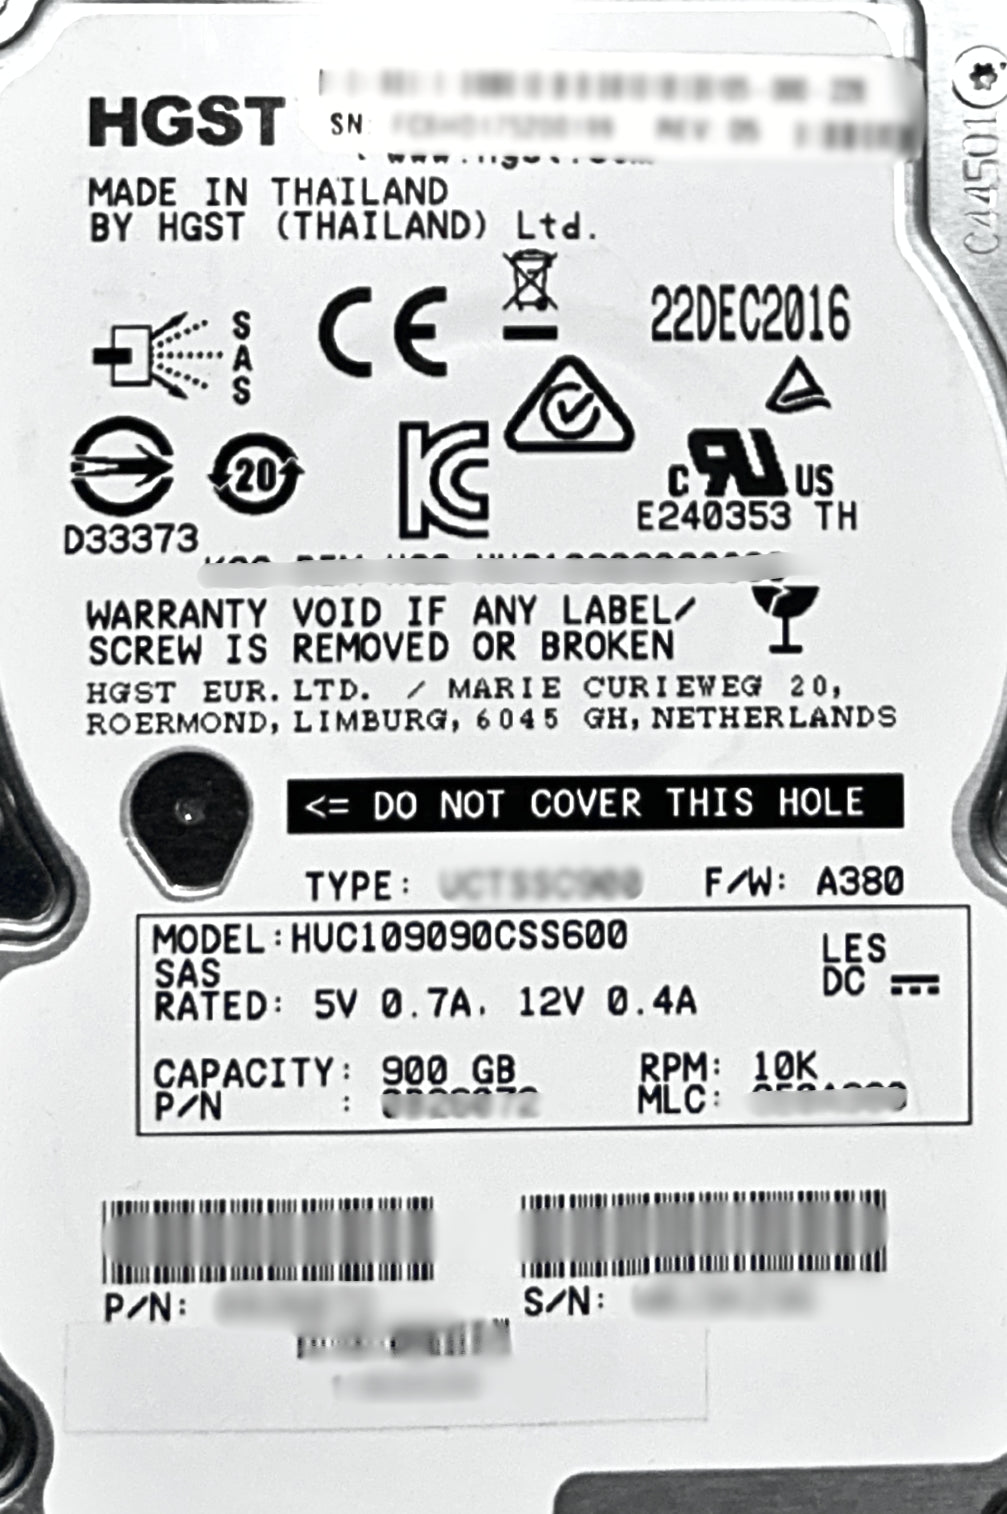 HGST
SN
MADE IN THAILAND
BY HGST (THAILAND) Ltd.
22DEC2016
SAS
CE
20
D33373
C US
E240353 TH
WARRANTY VOID IF ANY LABEL/
SCREW IS REMOVED OR BROKEN
HGST EUR. LTD. / MARIE CURIEWEG 20,
ROERMOND, LIMBURG, 6045 GH, NETHERLANDS
<= DO NOT COVER THIS HOLE
TYPE: F/W: A380
MODEL:HUC109090CSS600
SAS
LES
DC
RATED: 5V 0.7A, 12V 0.4A
CAPACITY: 900 GB RPM: 10K
P/N : MLC:
P/N: S/N:
C44501